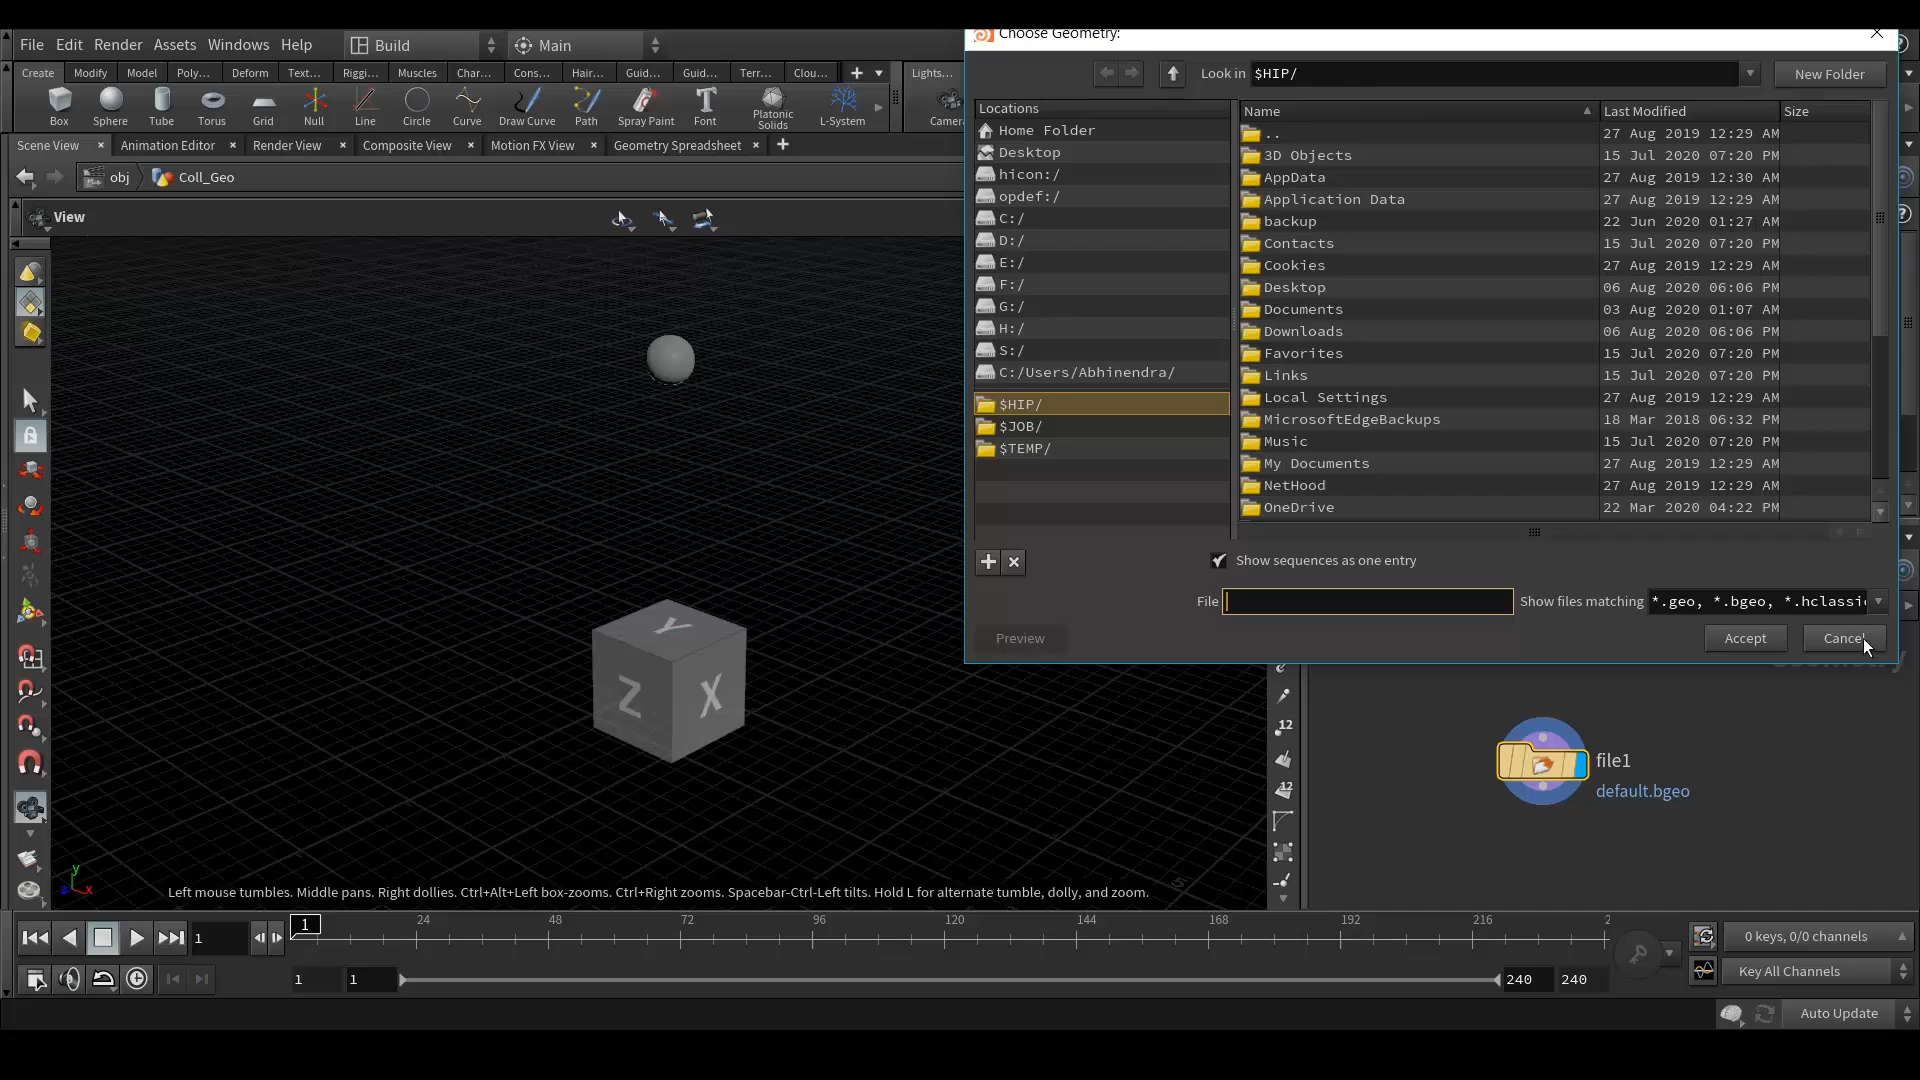 File Edit Render Assets Windows Help Build Main
Create Modify Model Poly... Deform Text... Riggi... Muscles Char... Cons... Hair... Guid... Guid... Terr... Clou... Lights...
Box Sphere Tube Torus Grid Null Line Circle Curve Draw Curve Path Spray Paint Font Platonic Solids L-System Camera
Scene View Animation Editor Render View Composite View Motion FX View Geometry Spreadsheet
obj Coll_Geo
View
Choose Geometry:
Look in $HIP/ New Folder
Locations
Home Folder
Desktop
hicon:/
opdef:/
C:/
D:/
E:/
F:/
G:/
H:/
S:/
C:/Users/Abhinendra/
$HIP/
$JOB/
$TEMP/
Name Last Modified Size
.. 27 Aug 2019 12:29 AM
3D Objects 15 Jul 2020 07:20 PM
AppData 27 Aug 2019 12:30 AM
Application Data 27 Aug 2019 12:29 AM
backup 22 Jun 2020 01:27 AM
Contacts 15 Jul 2020 07:20 PM
Cookies 27 Aug 2019 12:29 AM
Desktop 06 Aug 2020 06:06 PM
Documents 03 Aug 2020 01:07 AM
Downloads 06 Aug 2020 06:06 PM
Favorites 15 Jul 2020 07:20 PM
Links 15 Jul 2020 07:20 PM
Local Settings 27 Aug 2019 12:29 AM
MicrosoftEdgeBackups 18 Mar 2018 06:32 PM
Music 15 Jul 2020 07:20 PM
My Documents 27 Aug 2019 12:29 AM
NetHood 27 Aug 2019 12:29 AM
OneDrive 22 Mar 2020 04:22 PM
Show sequences as one entry
File Show files matching *.geo, *.bgeo, *.hclassi
Preview Accept Cancel
Y
Z X
12
file1
default.bgeo
12
y
x
Left mouse tumbles. Middle pans. Right dollies. Ctrl+Alt+Left box-zooms. Ctrl+Right zooms. Spacebar-Ctrl-Left tilts. Hold L for alternate tumble, dolly, and zoom.
5
1 1 24 48 72 96 120 144 168 192 216 2
0 keys, 0/0 channels
1 1 240 240 Key All Channels
Auto Update